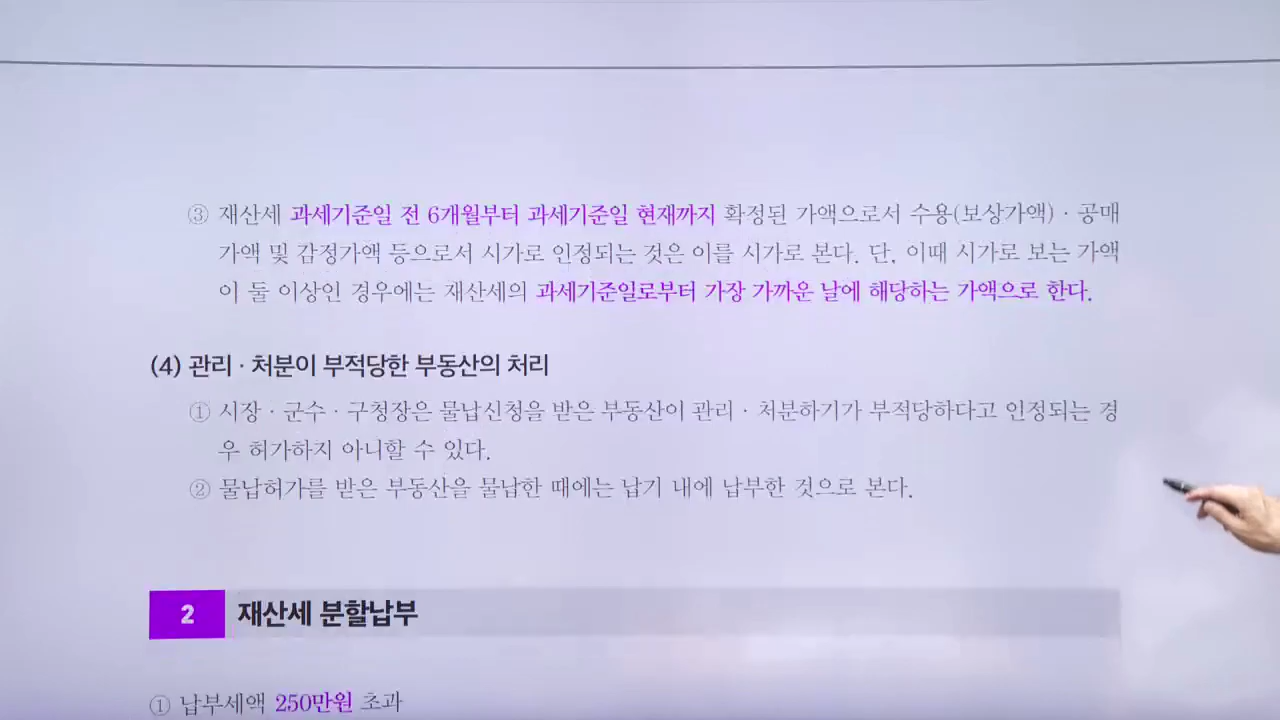 ③ 재산세 과세기준일 전 6개월부터 과세기준일 현재까지 확정된 가액으로서 수용(보상가액)·공매
가액 및 감정가액 등으로서 시가로 인정되는 것은 이를 시가로 본다. 단, 이때 시가로 보는 가액
이 둘 이상인 경우에는 재산세의 과세기준일로부터 가장 가까운 날에 해당하는 가액으로 한다.
(4) 관리·처분이 부적당한 부동산의 처리
① 시장·군수·구청장은 물납신청을 받은 부동산이 관리·처분하기가 부적당하다고 인정되는 경
우 허가하지 아니할 수 있다.
② 물납허가를 받은 부동산을 물납한 때에는 납기 내에 납부한 것으로 본다.
2 재산세 분할납부
① 납부세액 250만원 초과